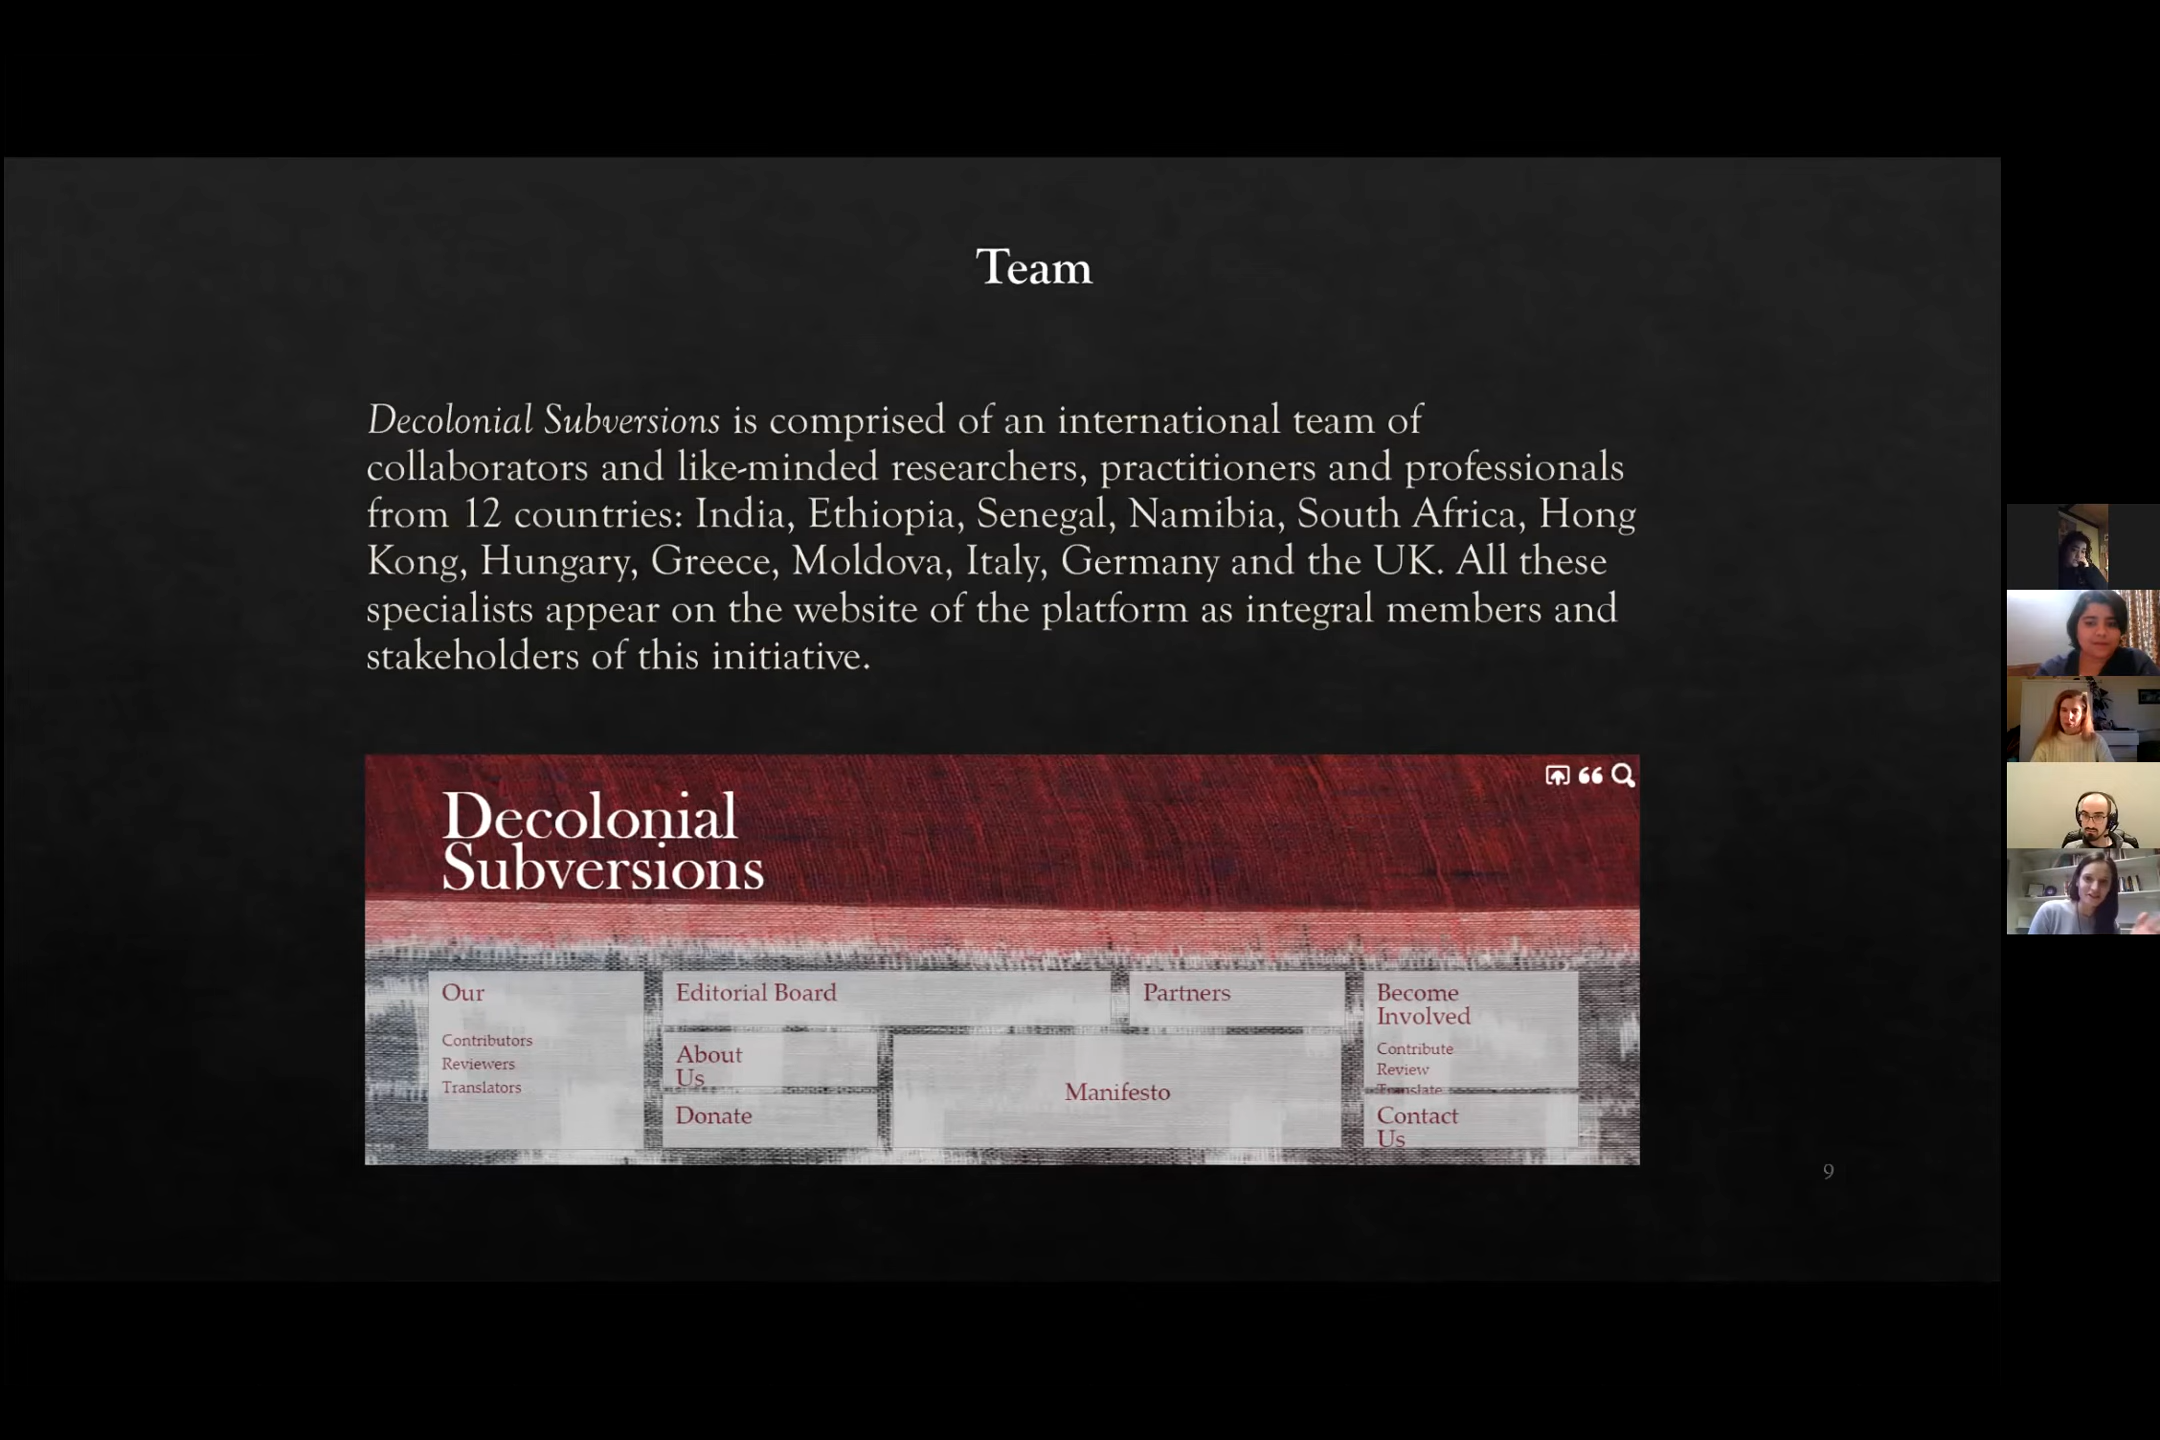 Team
Decolonial Subversions is comprised of an international team of
collaborators and like-minded researchers, practitioners and professionals
from 12 countries: India, Ethiopia, Senegal, Namibia, South Africa, Hong
Kong, Hungary, Greece, Moldova, Italy, Germany and the UK. All these
specialists appear on the website of the platform as integral members and
stakeholders of this initiative.
Decolonial
Subversions
Our
Contributors
Reviewers
Translators
Editorial Board
About
Us
Donate
Partners
Manifesto
Become
Involved
Contribute
Review
Translate
Contact
Us
9